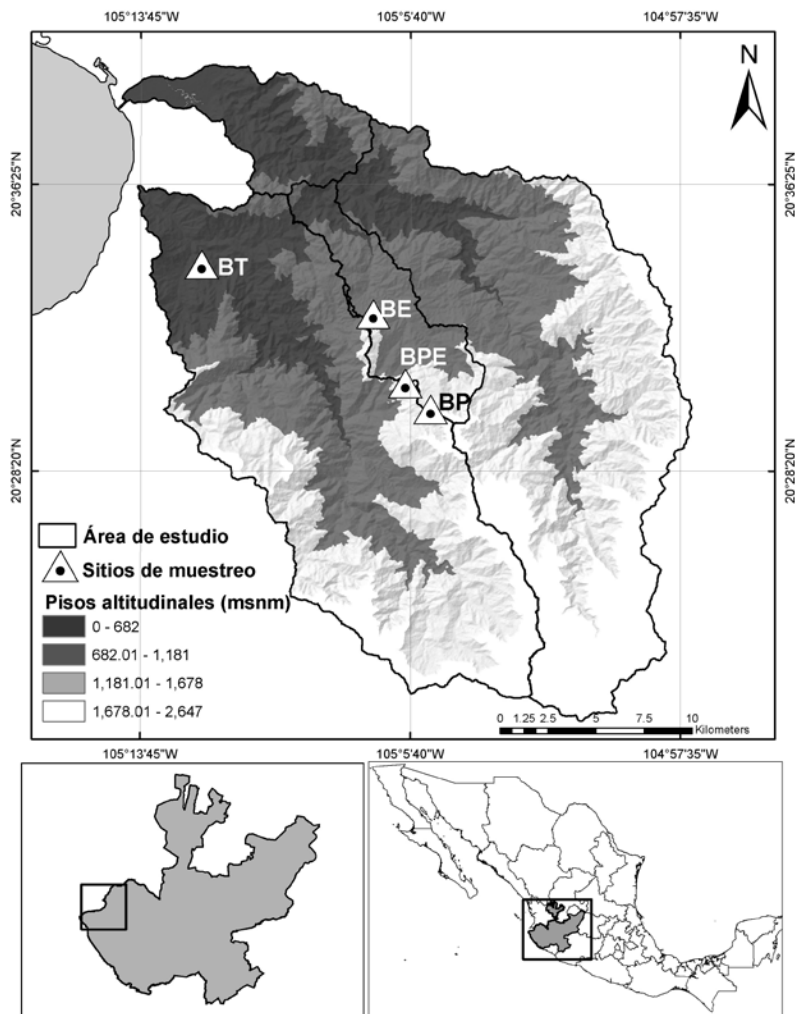 105°13'45"W 105°5'40"W 104°57'35"W
N
20°36'25"N 20°36'25"N
BT
BE
BPE
BP
20°28'20"N 20°28'20"N
Área de estudio
Sitios de muestreo
Pisos altitudinales (msnm)
0 - 682
682.01 - 1,181
1,181.01 - 1,678
1,678.01 - 2,647
0 1.25 2.5 5 7.5 10
Kilometers
105°13'45"W 105°5'40"W 104°57'35"W